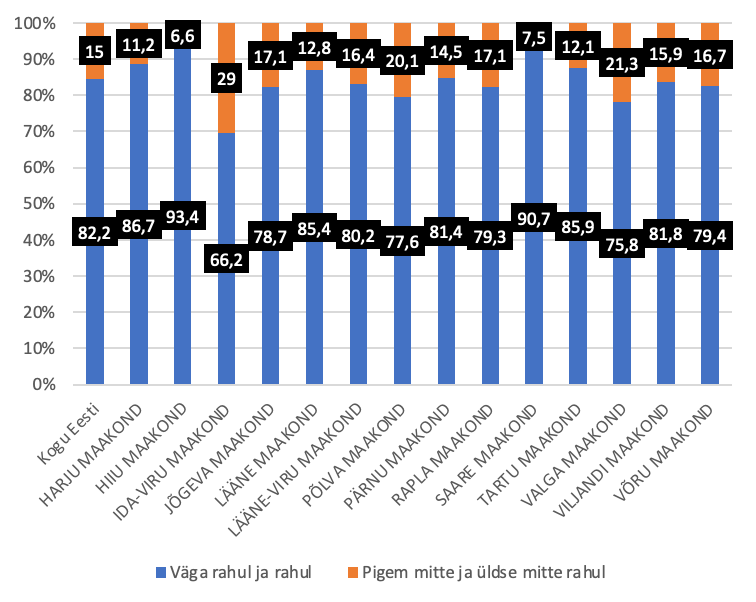 100%
90%
80%
70%
60%
50%
40%
30%
20%
10%
0%
15 11,2 6,6 29 17,1 12,8 16,4 20,1 14,5 17,1 7,5 12,1 21,3 15,9 16,7
82,2 86,7 93,4 66,2 78,7 85,4 80,2 77,6 81,4 79,3 90,7 85,9 75,8 81,8 79,4
Kogu Eesti
HARJU MAAKOND
HIIU MAAKOND
IDA-VIRU MAAKOND
JÕGEVA MAAKOND
LÄÄNE MAAKOND
LÄÄNE-VIRU MAAKOND
PÕLVA MAAKOND
PÄRNU MAAKOND
RAPLA MAAKOND
SAARE MAAKOND
TARTU MAAKOND
VALGA MAAKOND
VILJANDI MAAKOND
VÕRU MAAKOND
Väga rahul ja rahul Pigem mitte ja üldse mitte rahul